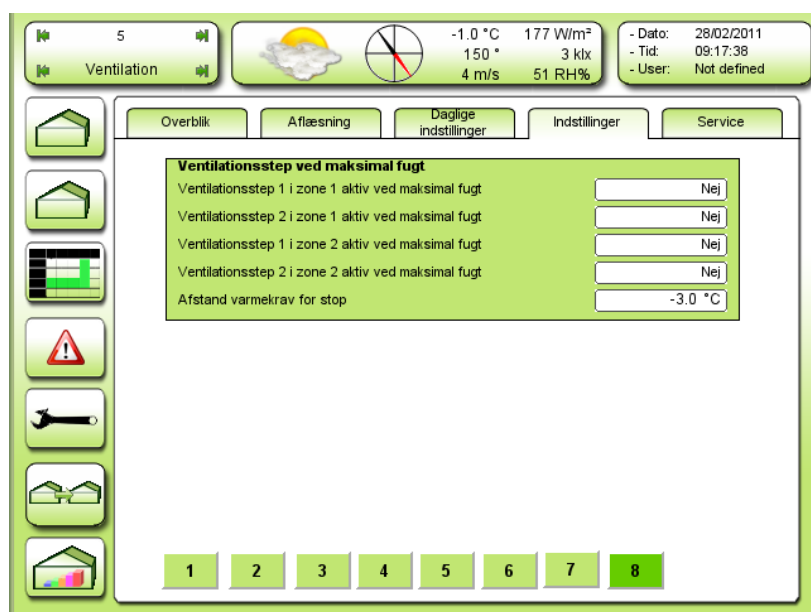 5
Ventilation
-1.0 °C 177 W/m²
150 ° 3 klx
4 m/s 51 RH%
- Dato: 28/02/2011
- Tid: 09:17:38
- User: Not defined
Overblik
Aflæsning
Daglige
indstillinger
Indstillinger
Service
Ventilationsstep ved maksimal fugt
Ventilationsstep 1 i zone 1 aktiv ved maksimal fugt Nej
Ventilationsstep 2 i zone 1 aktiv ved maksimal fugt Nej
Ventilationsstep 1 i zone 2 aktiv ved maksimal fugt Nej
Ventilationsstep 2 i zone 2 aktiv ved maksimal fugt Nej
Afstand varmekrav for stop -3.0 °C
1 2 3 4 5 6 7 8